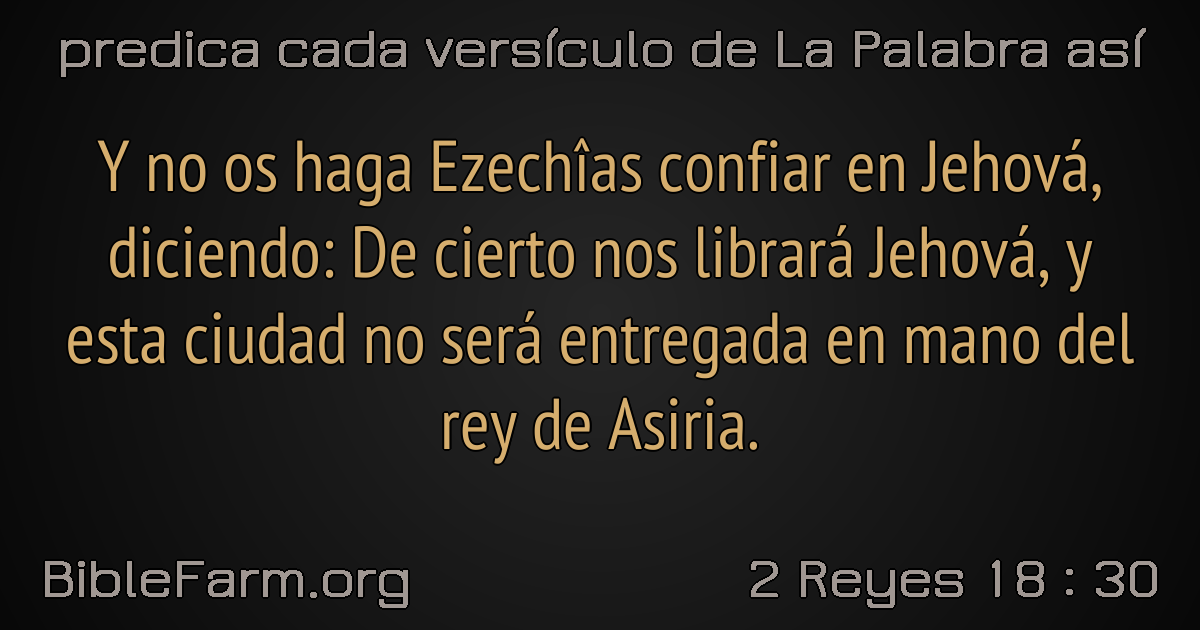 predica cada versículo de La Palabra así
Y no os haga Ezechîas confiar en Jehová,
diciendo: De cierto nos librará Jehová, y
esta ciudad no será entregada en mano del
rey de Asiria.
BibleFarm.org
2 Reyes 18 : 30